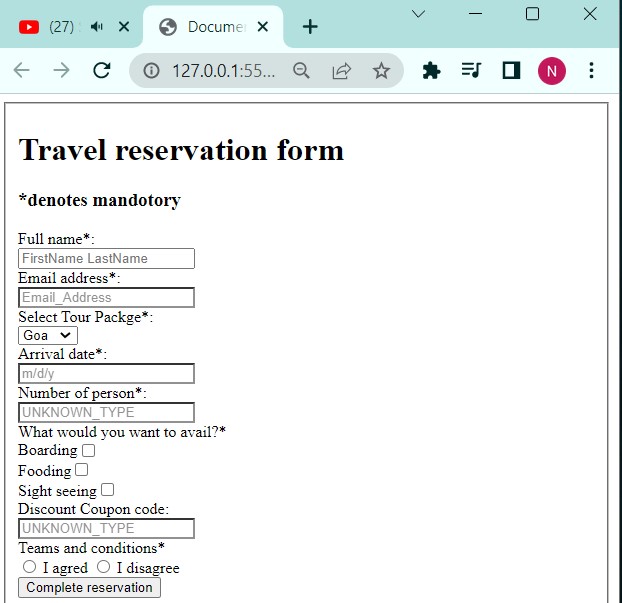 (27)
Docume
127.0.0.1:55...
N
Travel reservation form
*denotes mandotory
Full name*:
FirstName LastName
Email address*:
Email_Address
Select Tour Packge*:
Goa
Arrival date*:
m/d/y
Number of person*:
UNKNOWN_TYPE
What would you want to avail?*
Boarding
Fooding
Sight seeing
Discount Coupon code:
UNKNOWN_TYPE
Teams and conditions*
I agred I disagree
Complete reservation